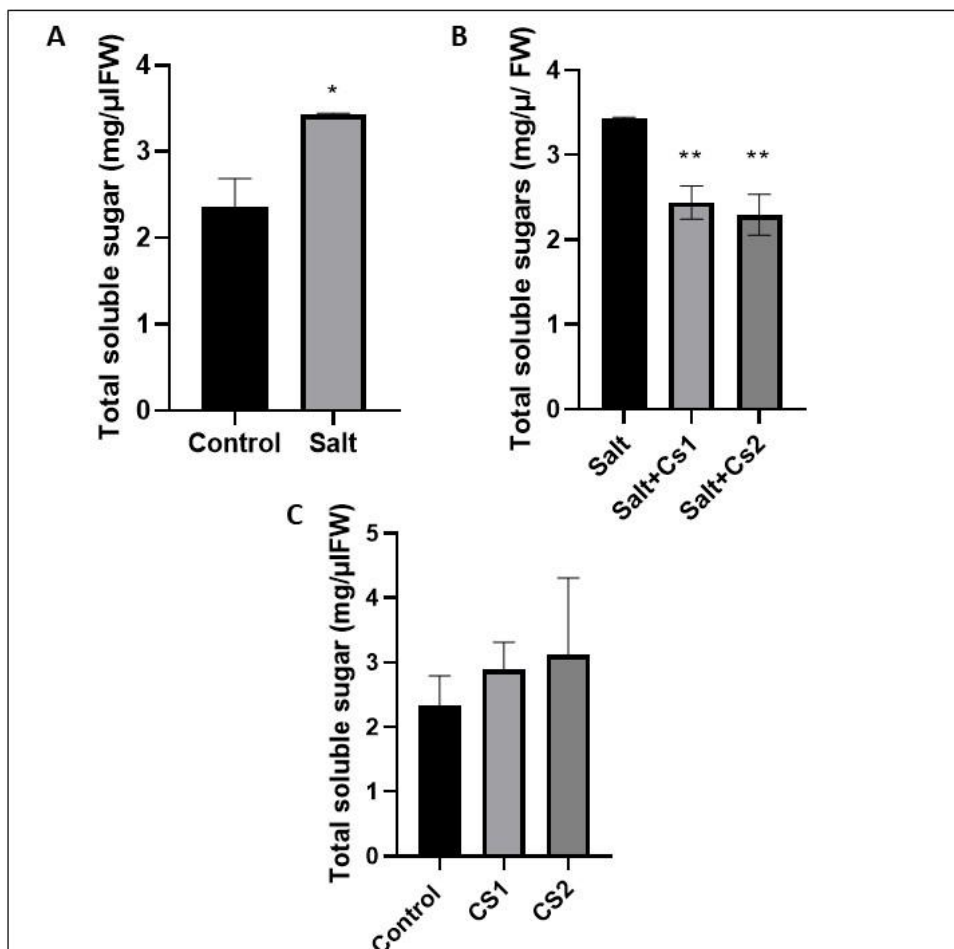 A
Total soluble sugar (mg/µlFW)
4
3
2
1
0
*
Control
Salt
B
Total soluble sugars (mg/µ/ FW)
4
3
2
1
0
**
**
Salt
Salt+Cs1
Salt+Cs2
C
Total soluble sugar (mg/µlFW)
5
4
3
2
1
0
Control
CS1
CS2